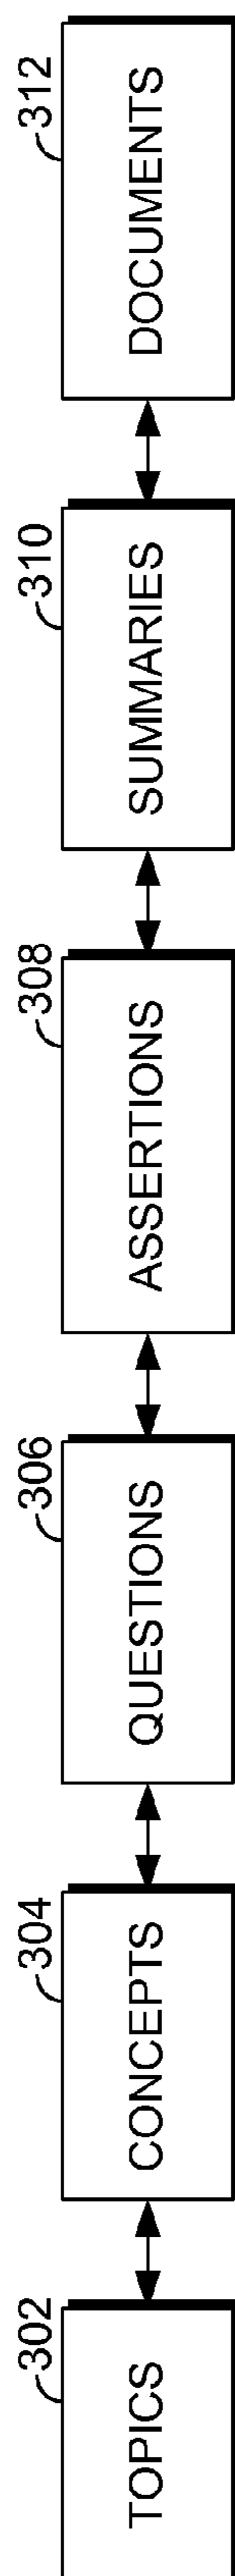 302
TOPICS
304
CONCEPTS
306
QUESTIONS
308
ASSERTIONS
310
SUMMARIES
312
DOCUMENTS